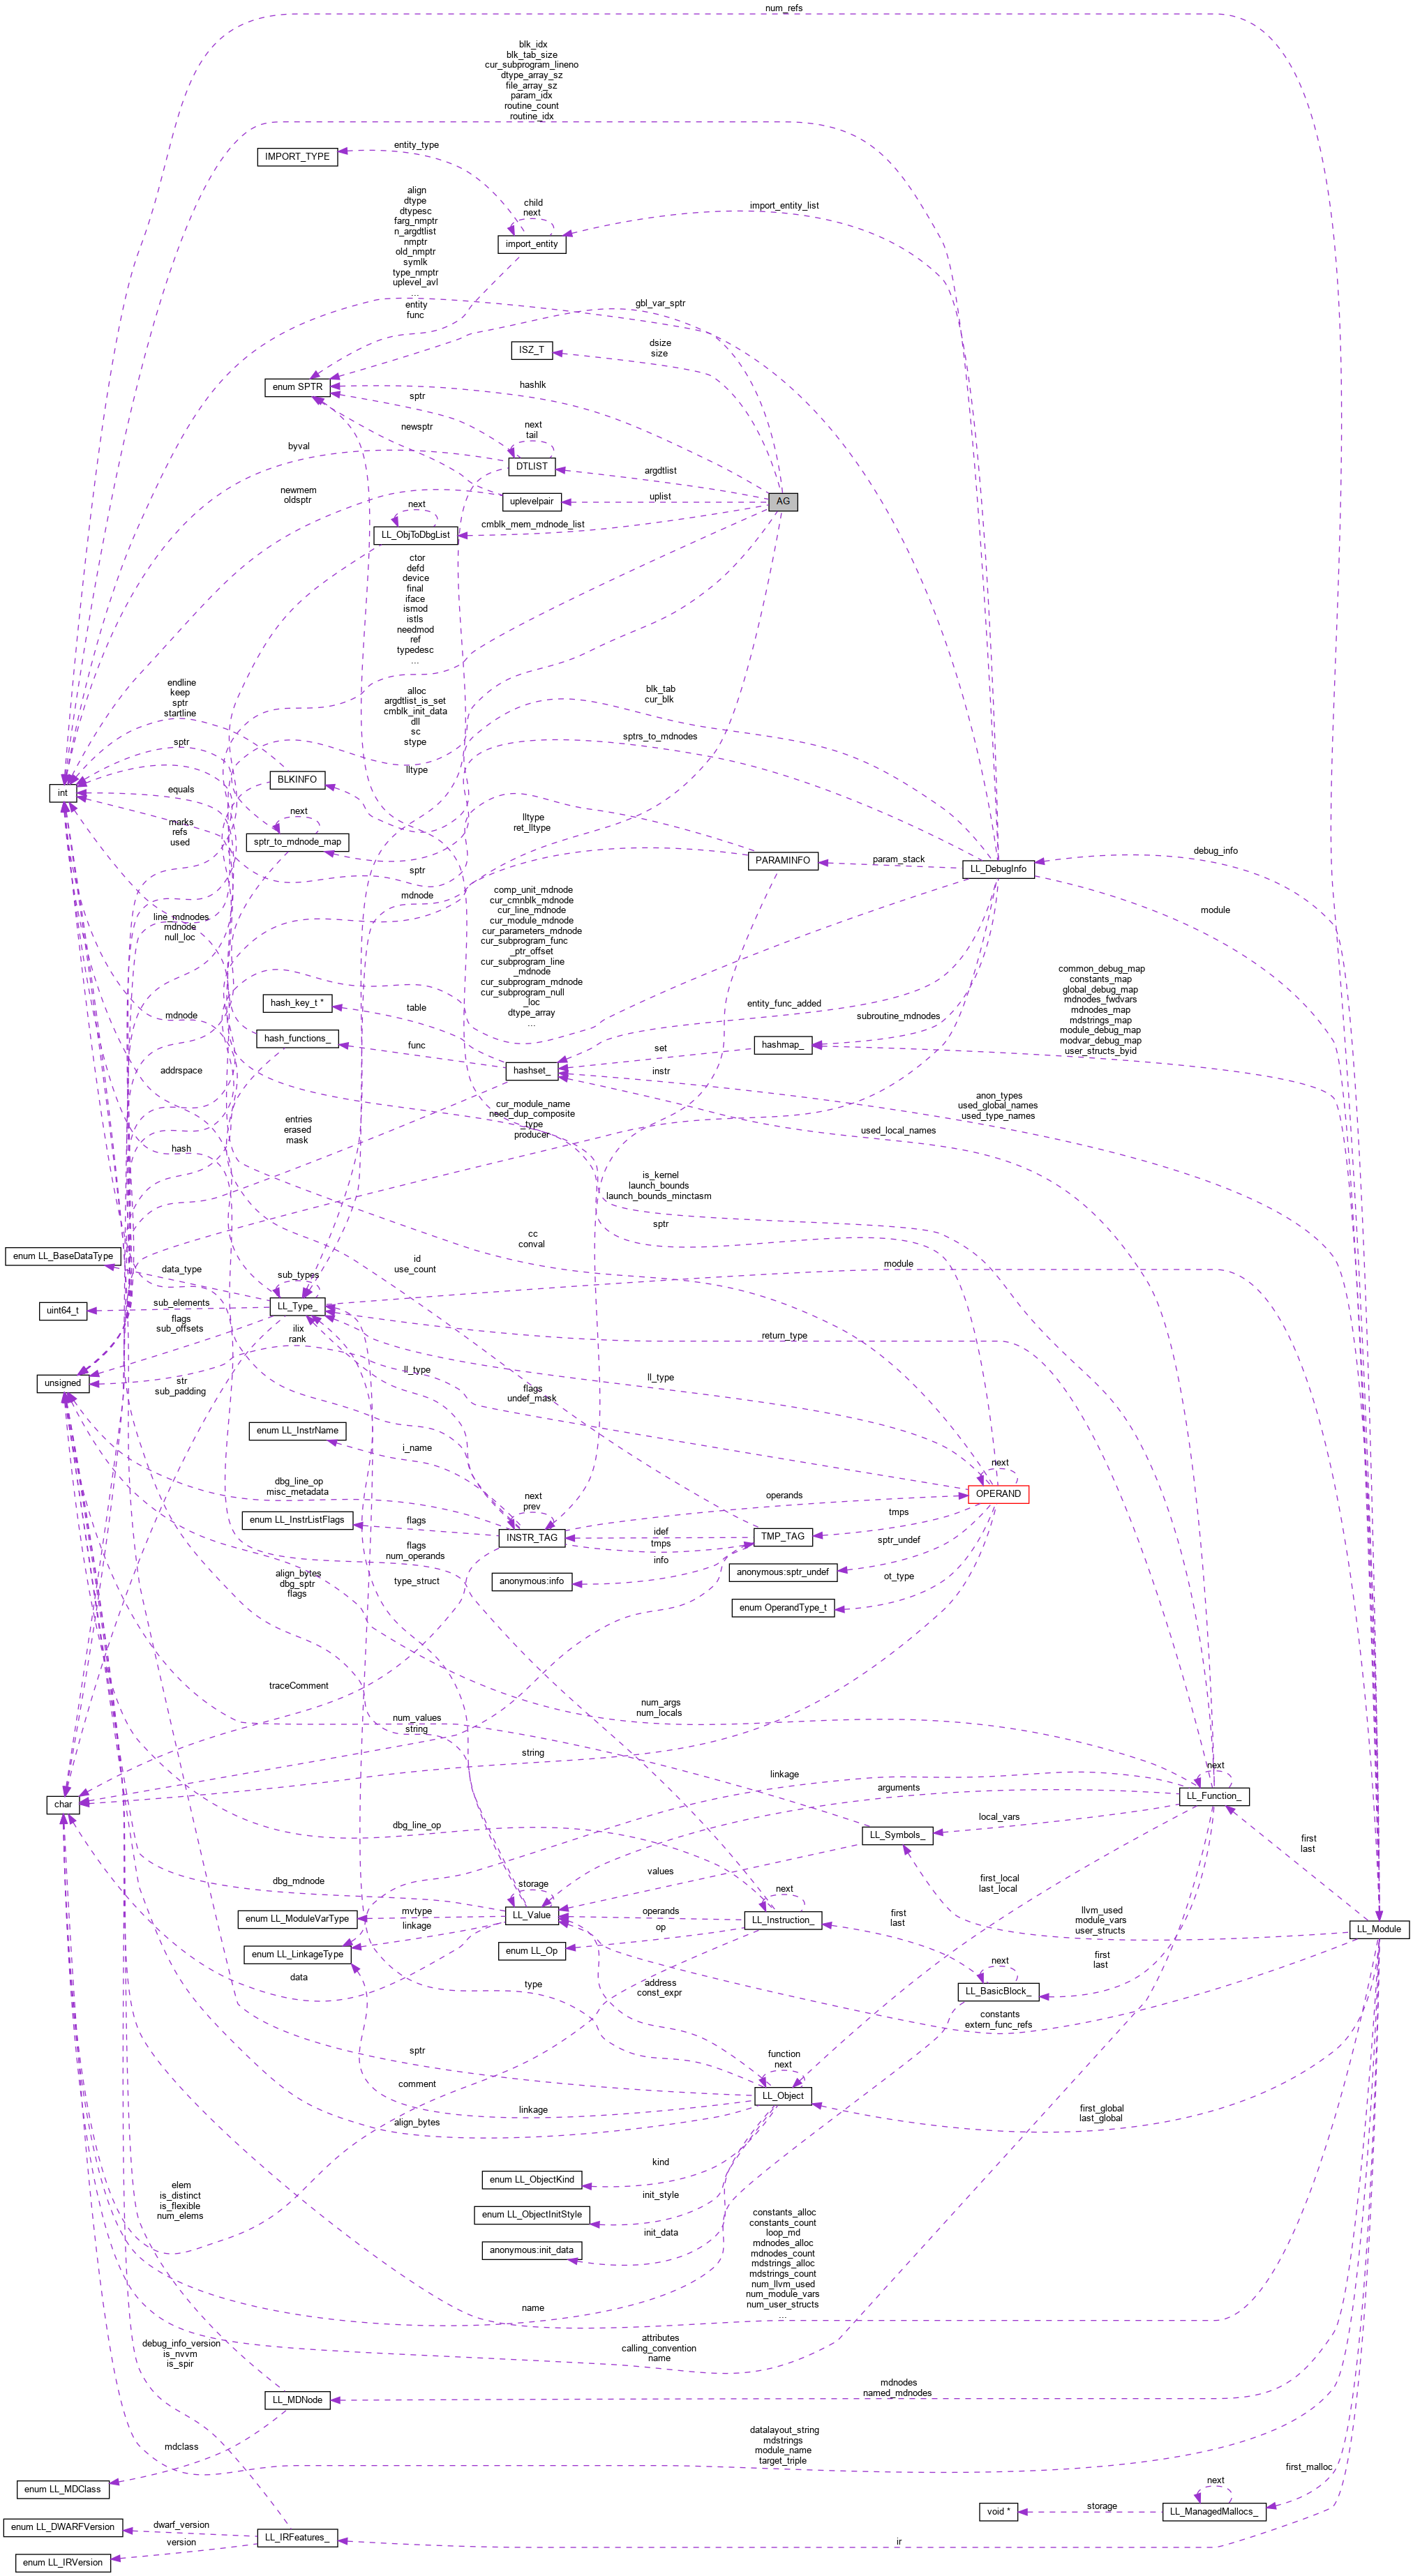 num_refs
blk_idx
blk_tab_size
cur_subprogram_lineno
dtype_array_sz
file_array_sz
param_idx
routine_count
routine_idx
entity_type
IMPORT_TYPE
align
dtype
dtypesc
farg_nmptr
n_argdtlist
nmptr
old_nmptr
symlk
type_nmptr
uplevel_avl
...
child
next
import_entity_list
import_entity
entity
func
gbl_var_sptr
ISZ_T
dsize
size
enum SPTR
hashlk
sptr
newsptr
next
tail
byval
DTLIST
argdtlist
newmem
oldsptr
uplevelpair
uplist
AG
next
LL_ObjToDbgList
cmblk_mem_mdnode_list
ctor
defd
device
final
iface
ismod
istls
needmod
ref
typedesc
...
endline
keep
sptr
startline
alloc
argdtlist_is_set
cmblk_init_data
dll
sc
stype
blk_tab
cur_blk
sptr
sptrs_to_mdnodes
lltype
BLKINFO
int
equals
next
marks
refs
used
sptr_to_mdnode_map
lltype
ret_lltype
PARAMINFO
param_stack
LL_DebugInfo
debug_info
sptr
mdnode
module
line_mdnodes
mdnode
null_loc
comp_unit_mdnode
cur_cmnblk_mdnode
cur_line_mdnode
cur_module_mdnode
cur_parameters_mdnode
cur_subprogram_func
_ptr_offset
cur_subprogram_line
_mdnode
cur_subprogram_mdnode
cur_subprogram_null
_loc
dtype_array
...
common_debug_map
constants_map
global_debug_map
mdnodes_fwdvars
mdnodes_map
mdstrings_map
module_debug_map
modvar_debug_map
user_structs_byid
hash_key_t *
table
entity_func_added
mdnode
hash_functions_
func
subroutine_mdnodes
hashmap_
set
addrspace
hashset_
instr
anon_types
used_global_names
used_type_names
entries
erased
mask
cur_module_name
need_dup_composite
_type
producer
used_local_names
hash
is_kernel
launch_bounds
launch_bounds_minctasm
sptr
enum LL_BaseDataType
data_type
cc
conval
id
use_count
module
sub_types
uint64_t
sub_elements
LL_Type_
flags
sub_offsets
ilix
rank
return_type
unsigned
str
sub_padding
ll_type
ll_type
flags
undef_mask
enum LL_InstrName
i_name
next
OPERAND
dbg_line_op
misc_metadata
next
prev
operands
enum LL_InstrListFlags
flags
INSTR_TAG
idef
tmps
tmps
TMP_TAG
sptr_undef
flags
num_operands
info
anonymous:info
anonymous:sptr_undef
align_bytes
dbg_sptr
flags
type_struct
ot_type
enum OperandType_t
traceComment
num_args
num_locals
num_values
string
string
linkage
next
char
arguments
LL_Function_
dbg_line_op
local_vars
first
last
LL_Symbols_
values
dbg_mdnode
storage
first_local
last_local
next
mvtype
enum LL_ModuleVarType
LL_Value
operands
LL_Instruction_
first
last
llvm_used
module_vars
user_structs
LL_Module
linkage
op
enum LL_LinkageType
enum LL_Op
first
last
next
data
type
address
const_expr
LL_BasicBlock_
constants
extern_func_refs
sptr
function
next
comment
LL_Object
linkage
align_bytes
first_global
last_global
kind
enum LL_ObjectKind
elem
is_distinct
is_flexible
num_elems
init_style
enum LL_ObjectInitStyle
constants_alloc
constants_count
loop_md
mdnodes_alloc
mdnodes_count
mdstrings_alloc
mdstrings_count
num_llvm_used
num_module_vars
num_user_structs
...
init_data
anonymous:init_data
name
attributes
calling_convention
name
debug_info_version
is_nvvm
is_spir
LL_MDNode
mdnodes
named_mdnodes
mdclass
datalayout_string
mdstrings
module_name
target_triple
enum LL_MDClass
first_malloc
next
void *
storage
LL_ManagedMallocs_
enum LL_DWARFVersion
dwarf_version
LL_IRFeatures_
version
ir
enum LL_IRVersion